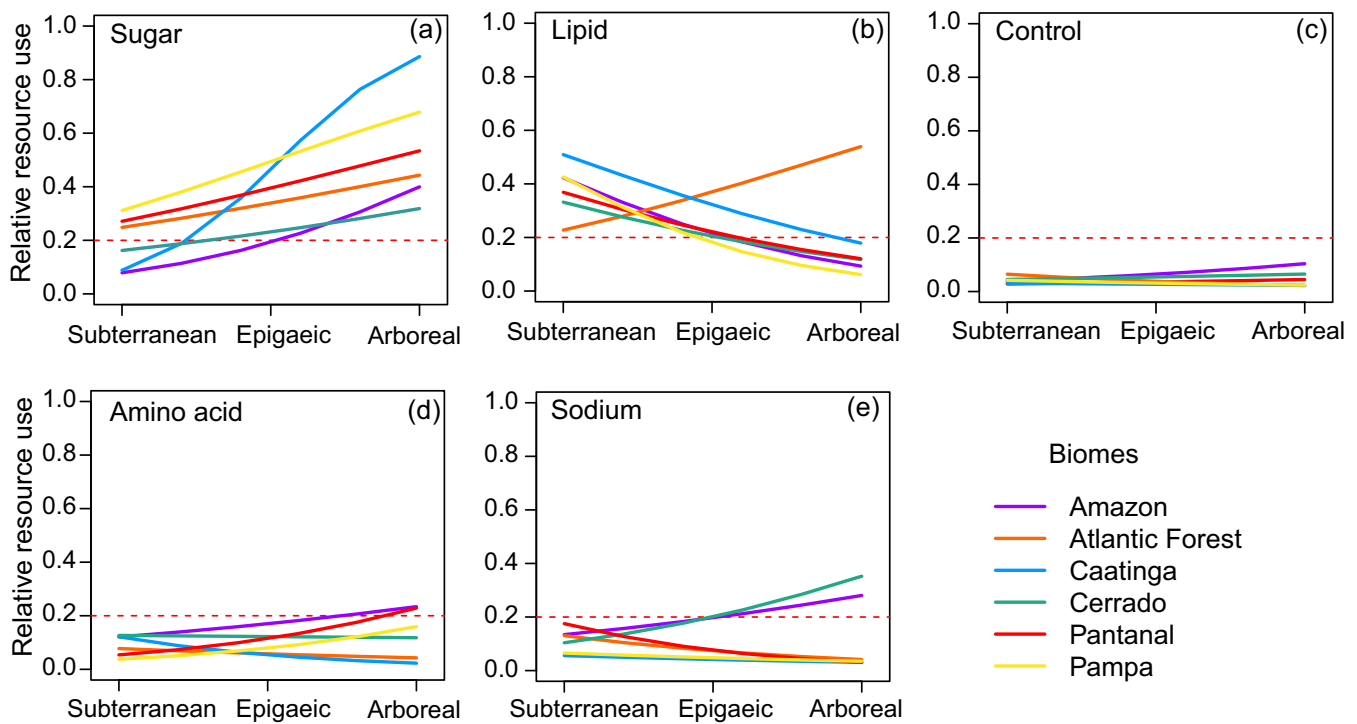 Sugar (a)
Relative resource use
1.0
0.8
0.6
0.4
0.2
0.0
Subterranean Epigaeic Arboreal
Lipid (b)
1.0
0.8
0.6
0.4
0.2
0.0
Subterranean Epigaeic Arboreal
Control (c)
1.0
0.8
0.6
0.4
0.2
0.0
Subterranean Epigaeic Arboreal
Amino acid (d)
Relative resource use
1.0
0.8
0.6
0.4
0.2
0.0
Subterranean Epigaeic Arboreal
Sodium (e)
1.0
0.8
0.6
0.4
0.2
0.0
Subterranean Epigaeic Arboreal
Biomes
Amazon
Atlantic Forest
Caatinga
Cerrado
Pantanal
Pampa